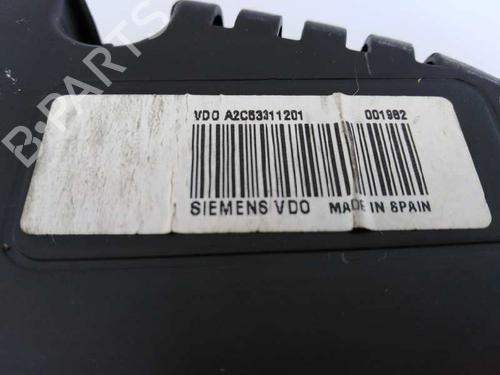 VDO A2C53311201 001982
SIEMENS VDO MADE IN SPAIN
B-PARTS